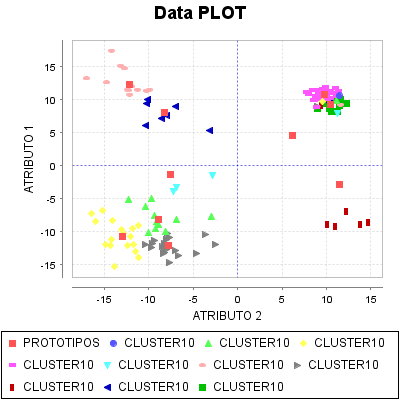 Data PLOT
ATRIBUTO 1
15
10
5
0
-5
-10
-15
-15 -10 -5 0 5 10 15
ATRIBUTO 2
PROTOTIPOS CLUSTER10 CLUSTER10 CLUSTER10
CLUSTER10 CLUSTER10 CLUSTER10 CLUSTER10
CLUSTER10 CLUSTER10 CLUSTER10